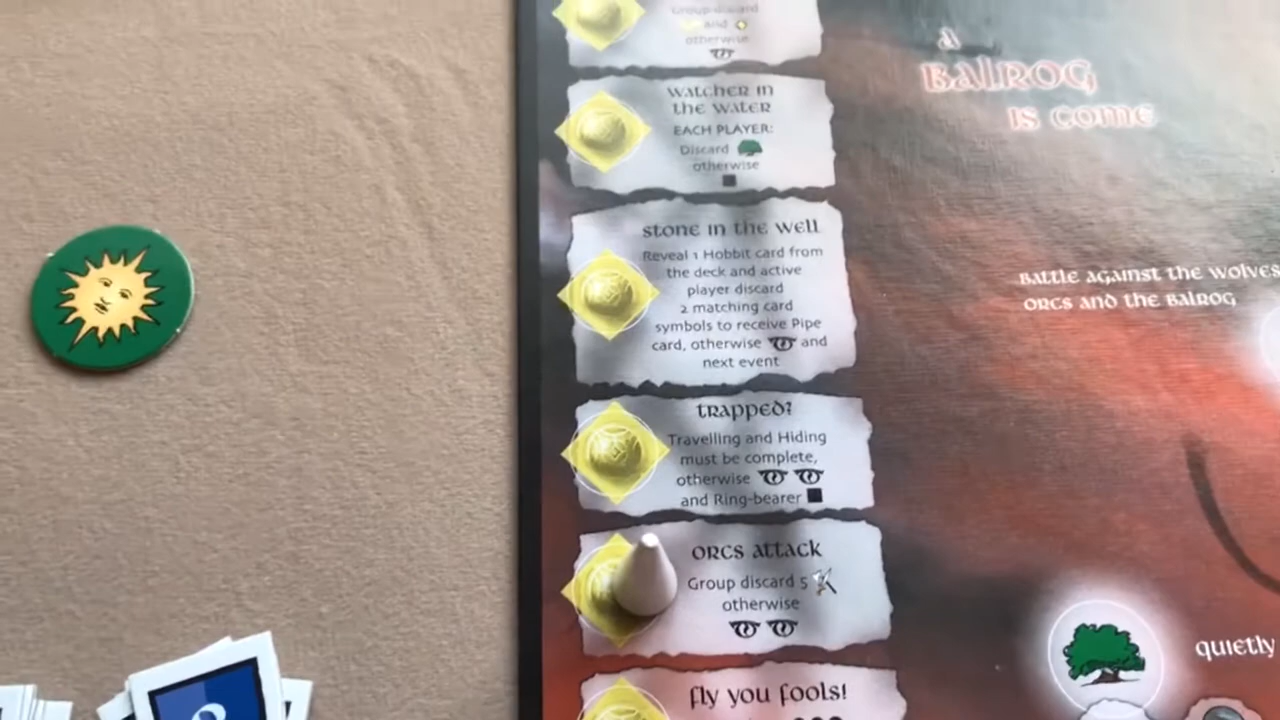 Group discard
and
otherwise
WATCHER IN
THE WATER
EACH PLAYER:
Discard
otherwise
STONE IN THE WELL
Reveal 1 Hobbit card from
the deck and active
player discard
2 matching card
symbols to receive Pipe
card, otherwise and
next event
TRAPPED?
Travelling and Hiding
must be complete,
otherwise
and Ring-bearer
ORCS ATTACK
Group discard 5
otherwise
fly you fools!
A
BALROG
IS COME
BATTLE AGAINST THE WOLVES
ORCS AND THE BALROG
QUIETLY